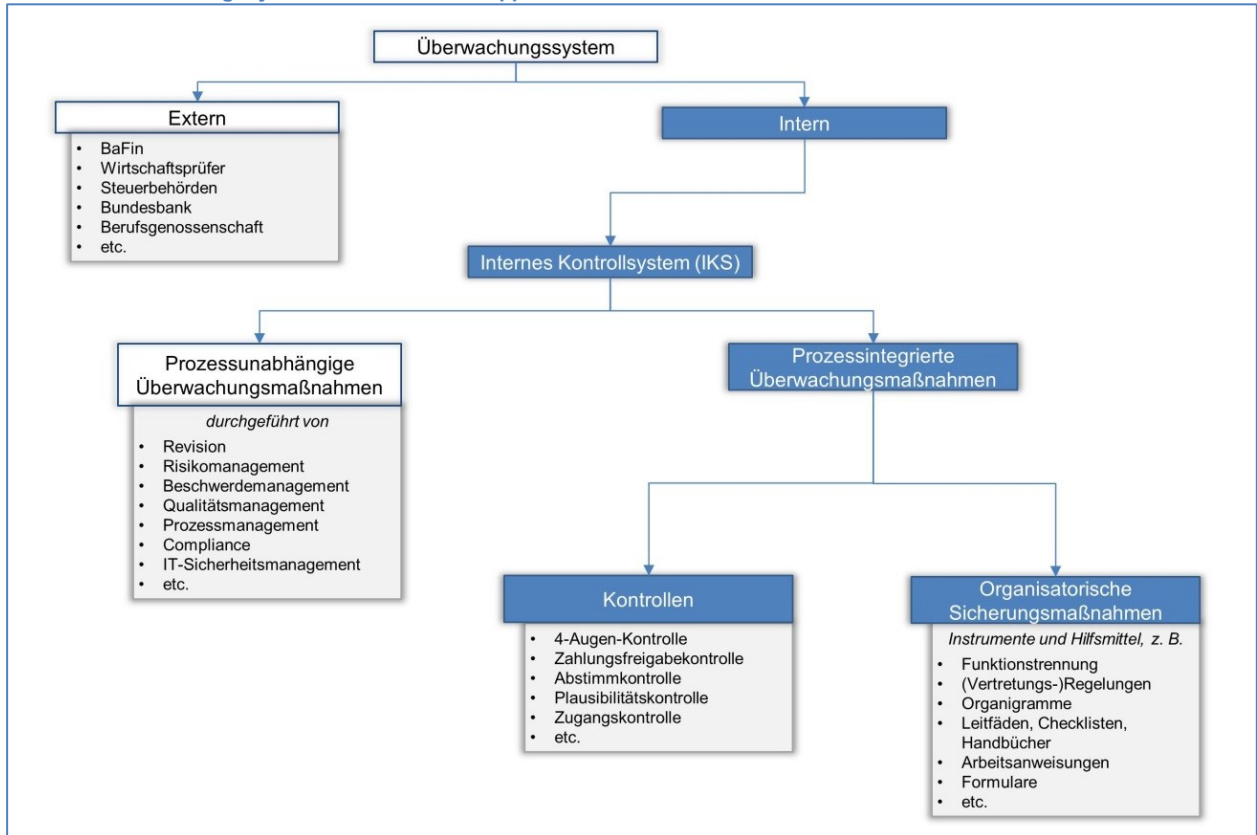 Überwachungssystem
Extern
• BaFin
• Wirtschaftsprüfer
• Steuerbehörden
• Bundesbank
• Berufsgenossenschaft
• etc.
Intern
Internes Kontrollsystem (IKS)
Prozessunabhängige
Überwachungsmaßnahmen
durchgeführt von
• Revision
• Risikomanagement
• Beschwerdemanagement
• Qualitätsmanagement
• Prozessmanagement
• Compliance
• IT-Sicherheitsmanagement
• etc.
Prozessintegrierte
Überwachungsmaßnahmen
Kontrollen
• 4-Augen-Kontrolle
• Zahlungsfreigabekontrolle
• Abstimmkontrolle
• Plausibilitätskontrolle
• Zugangskontrolle
• etc.
Organisatorische
Sicherungsmaßnahmen
Instrumente und Hilfsmittel, z. B.
• Funktionstrennung
• (Vertretungs-)Regelungen
• Organigramme
• Leitfäden, Checklisten,
Handbücher
• Arbeitsanweisungen
• Formulare
• etc.